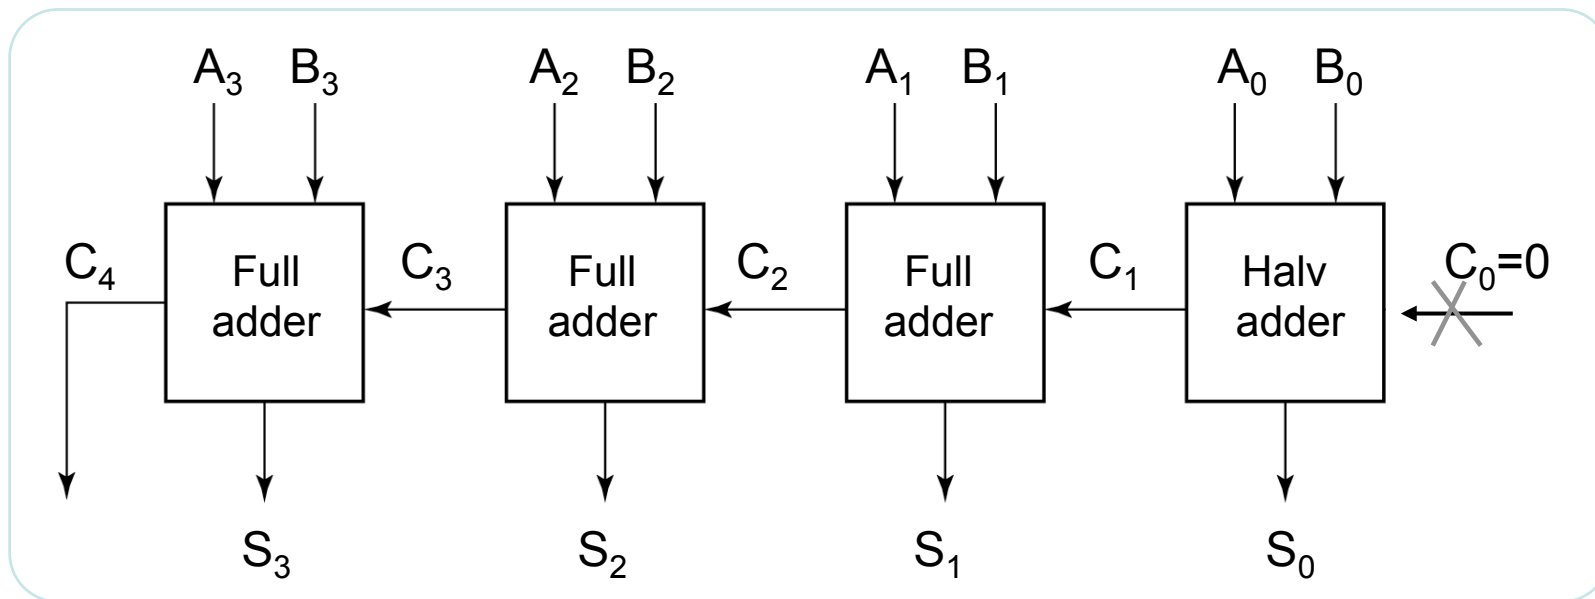 A₃ B₃ A₂ B₂ A₁ B₁ A₀ B₀
C₄ Full adder C₃ Full adder C₂ Full adder C₁ Halv adder C₀=0
S₃ S₂ S₁ S₀